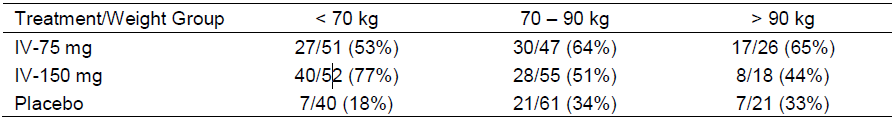 Treatment/Weight Group < 70 kg 70 – 90 kg > 90 kg
IV-75 mg 27/51 (53%) 30/47 (64%) 17/26 (65%)
IV-150 mg 40/52 (77%) 28/55 (51%) 8/18 (44%)
Placebo 7/40 (18%) 21/61 (34%) 7/21 (33%)